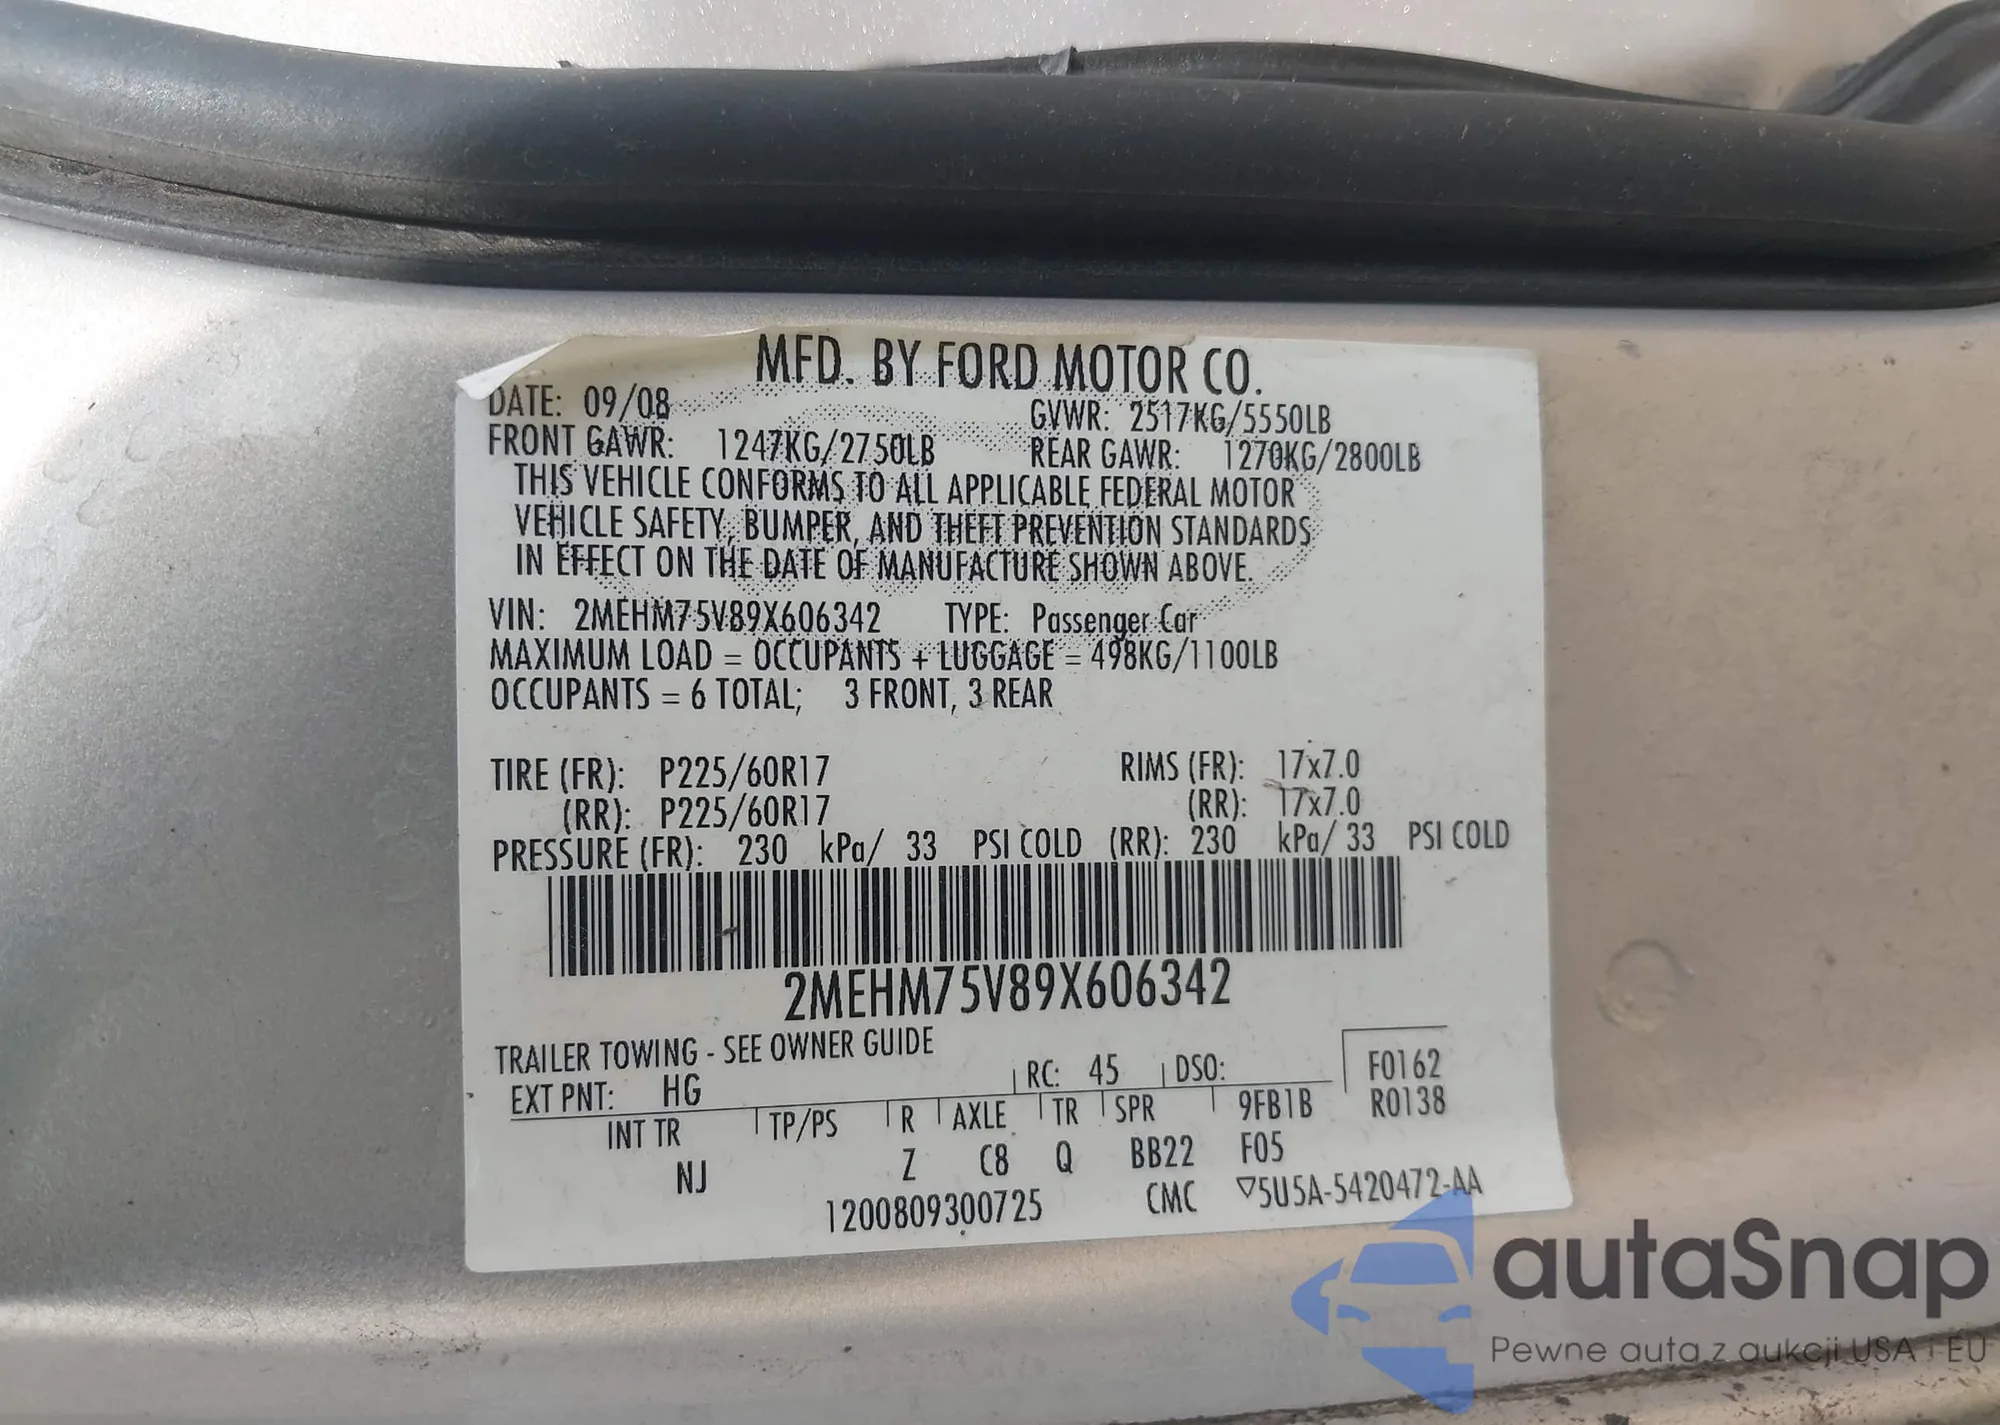 MFD. BY FORD MOTOR CO.
DATE: 09/08 GVWR: 2517KG/5550LB
FRONT GAWR: 1247KG/2750LB REAR GAWR: 1270KG/2800LB
THIS VEHICLE CONFORMS TO ALL APPLICABLE FEDERAL MOTOR
VEHICLE SAFETY, BUMPER, AND THEFT PREVENTION STANDARDS
IN EFFECT ON THE DATE OF MANUFACTURE SHOWN ABOVE.
VIN: 2MEHM75V89X606342 TYPE: Passenger Car
MAXIMUM LOAD = OCCUPANTS + LUGGAGE = 498KG/1100LB
OCCUPANTS = 6 TOTAL; 3 FRONT, 3 REAR
TIRE (FR): P225/60R17 RIMS (FR): 17x7.0
(RR): P225/60R17 (RR): 17x7.0
PRESSURE (FR): 230 kPa/ 33 PSI COLD (RR): 230 kPa/ 33 PSI COLD
2MEHM75V89X606342
TRAILER TOWING - SEE OWNER GUIDE
EXT PNT: HG RC: 45 DSO: F0162
INT TR TP/PS R AXLE TR SPR 9FB1B R0138
NJ Z C8 Q BB22 F05
1200809300725 CMC ▽5U5A-5420472-AA
autaSnap
Pewne auta z aukcji USA i EU